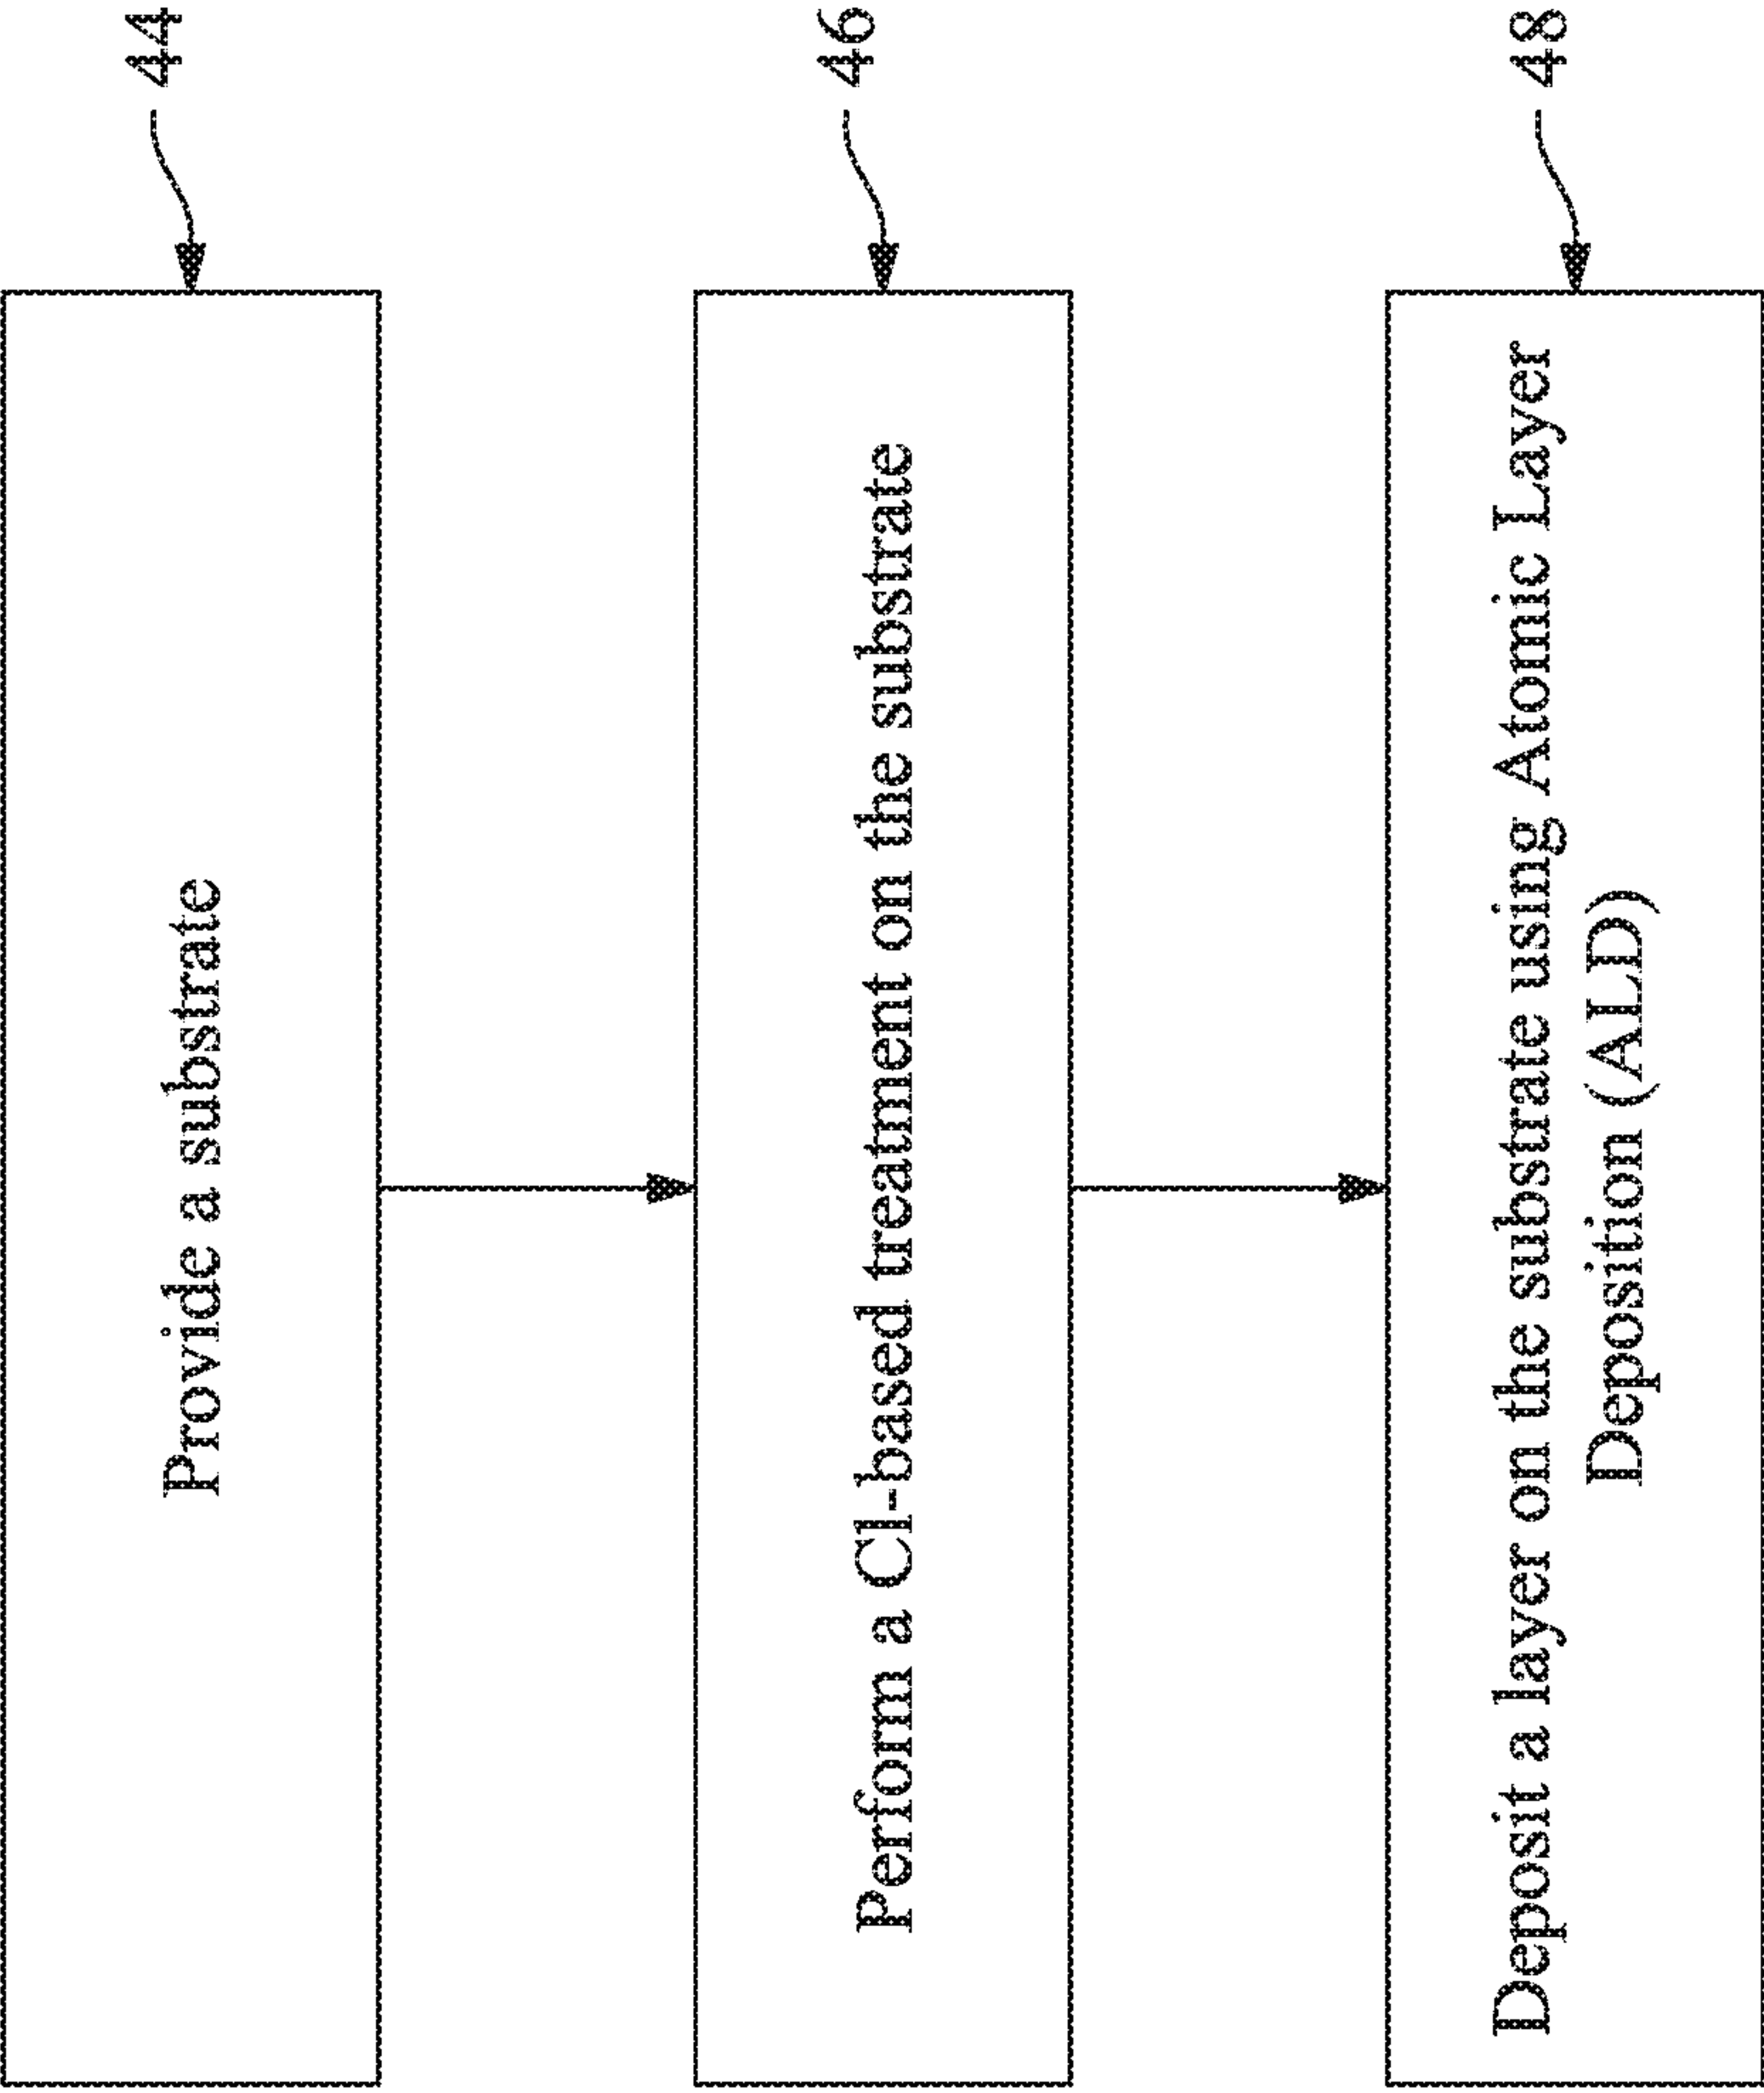 Provide a substrate
44
Perform a Cl-based treatment on the substrate
46
Deposit a layer on the substrate using Atomic Layer
Deposition (ALD)
48